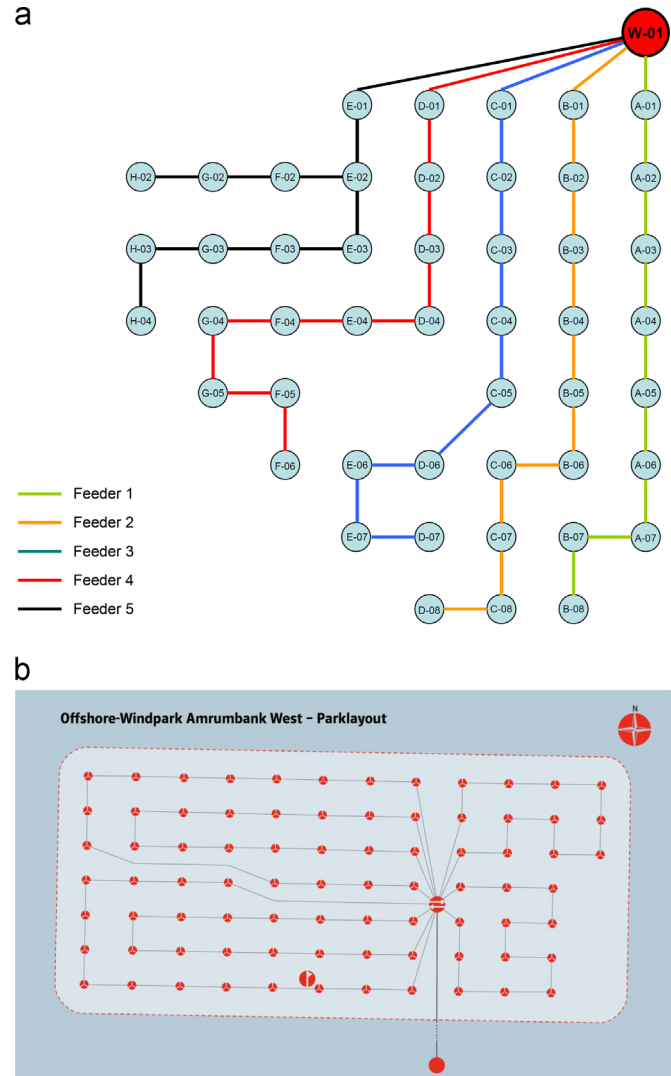 a
W-01
E-01 D-01 C-01 B-01 A-01
H-02 G-02 F-02 E-02 D-02 C-02 B-02 A-02
H-03 G-03 F-03 E-03 D-03 C-03 B-03 A-03
H-04 G-04 F-04 E-04 D-04 C-04 B-04 A-04
G-05 F-05 C-05 B-05 A-05
F-06 E-06 D-06 C-06 B-06 A-06
Feeder 1
Feeder 2
E-07 D-07 C-07 B-07 A-07
Feeder 3
Feeder 4
Feeder 5
D-08 C-08 B-08
b
Offshore-Windpark Amrumbank West – Parklayout
N